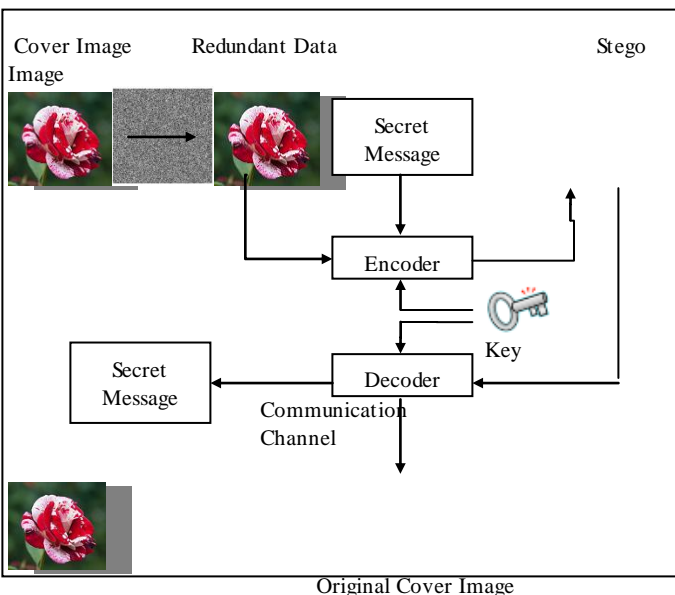 Cover Image Redundant Data Stego
Image
Secret
Message
Encoder
Key
Secret
Message
Decoder
Communication
Channel
Original Cover Image